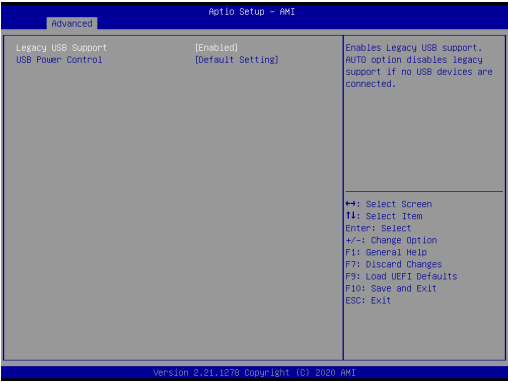 Aptio Setup – AMI
Advanced
Legacy USB Support [Enabled]
USB Power Control [Default Setting]
Enables Legacy USB support.
AUTO option disables legacy
support if no USB devices are
connected.
↔: Select Screen
↑↓: Select Item
Enter: Select
+/-: Change Option
F1: General Help
F7: Discard Changes
F9: Load UEFI Defaults
F10: Save and Exit
ESC: Exit
Version 2.21.1278 Copyright (C) 2020 AMI